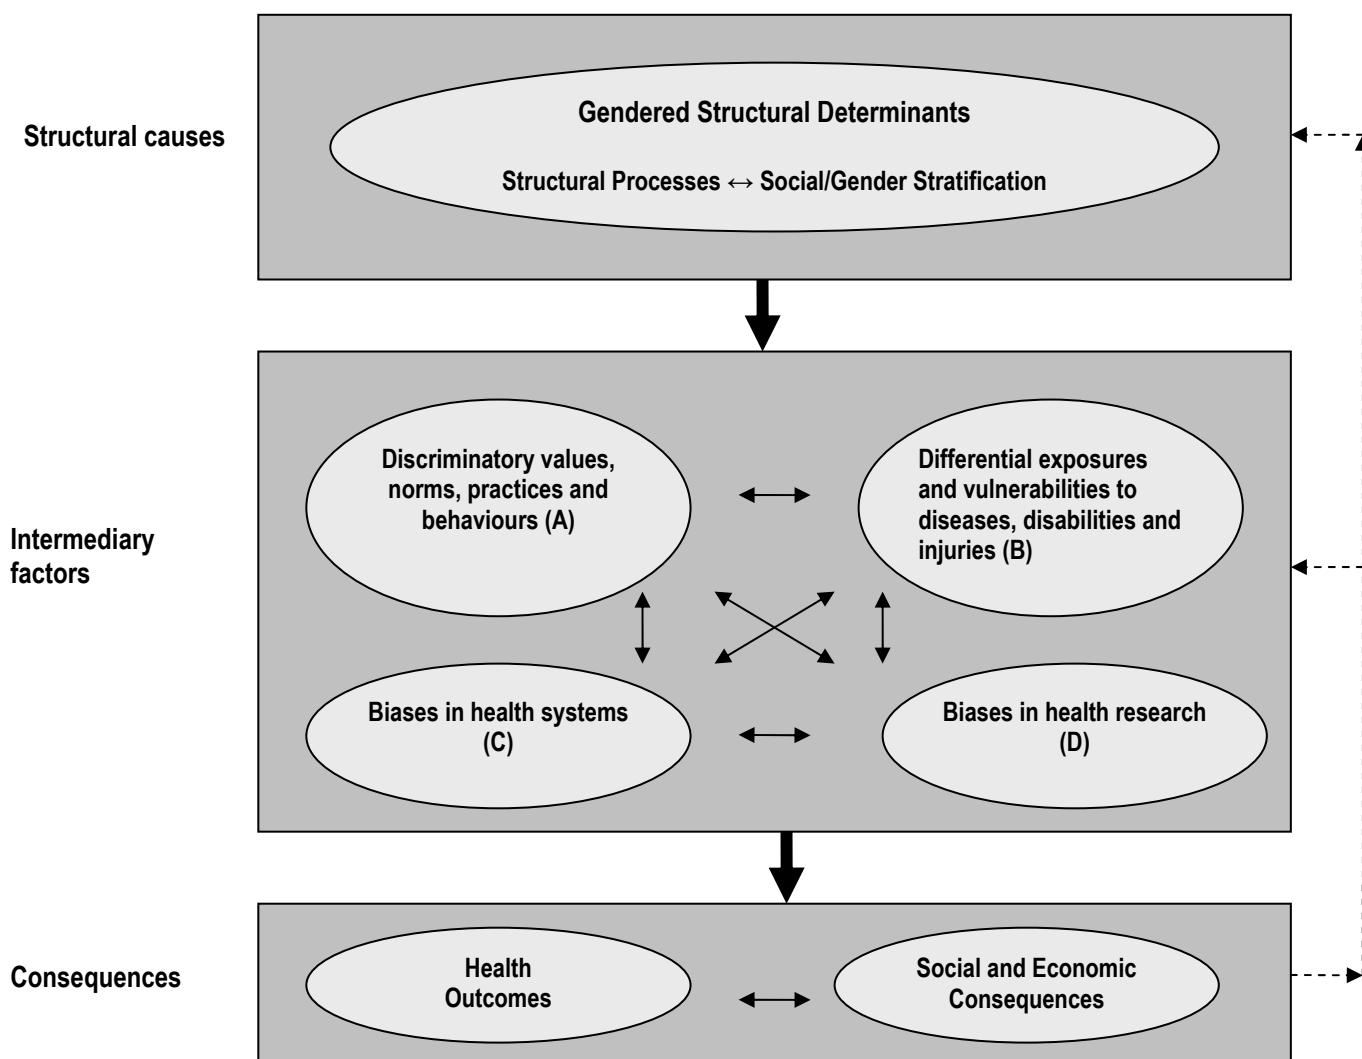 Structural causes
Gendered Structural Determinants
Structural Processes ↔ Social/Gender Stratification
Intermediary
factors
Discriminatory values,
norms, practices and
behaviours (A)
Differential exposures
and vulnerabilities to
diseases, disabilities and
injuries (B)
Biases in health systems
(C)
Biases in health research
(D)
Consequences
Health
Outcomes
Social and Economic
Consequences